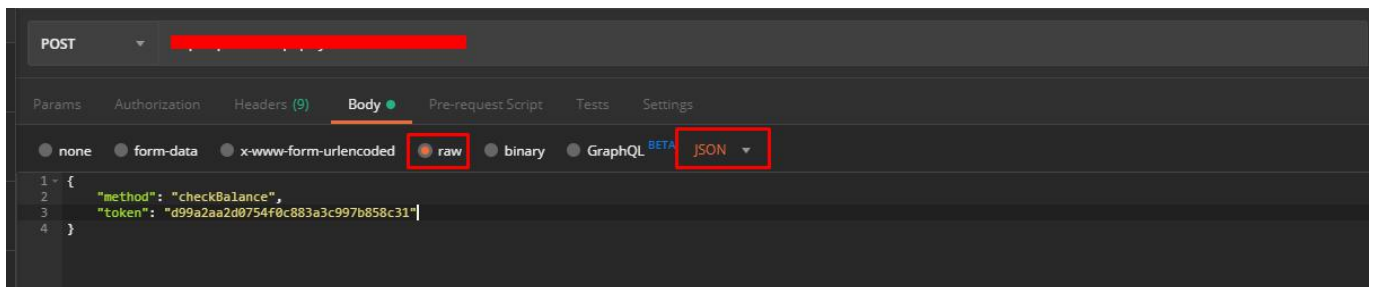 POST
Params Authorization Headers (9) Body Pre-request Script Tests Settings
none form-data x-www-form-urlencoded raw binary GraphQL BETA JSON
1 {
2 "method": "checkBalance",
3 "token": "d99a2aa2d0754f0c883a3c997b858c31"
4 }